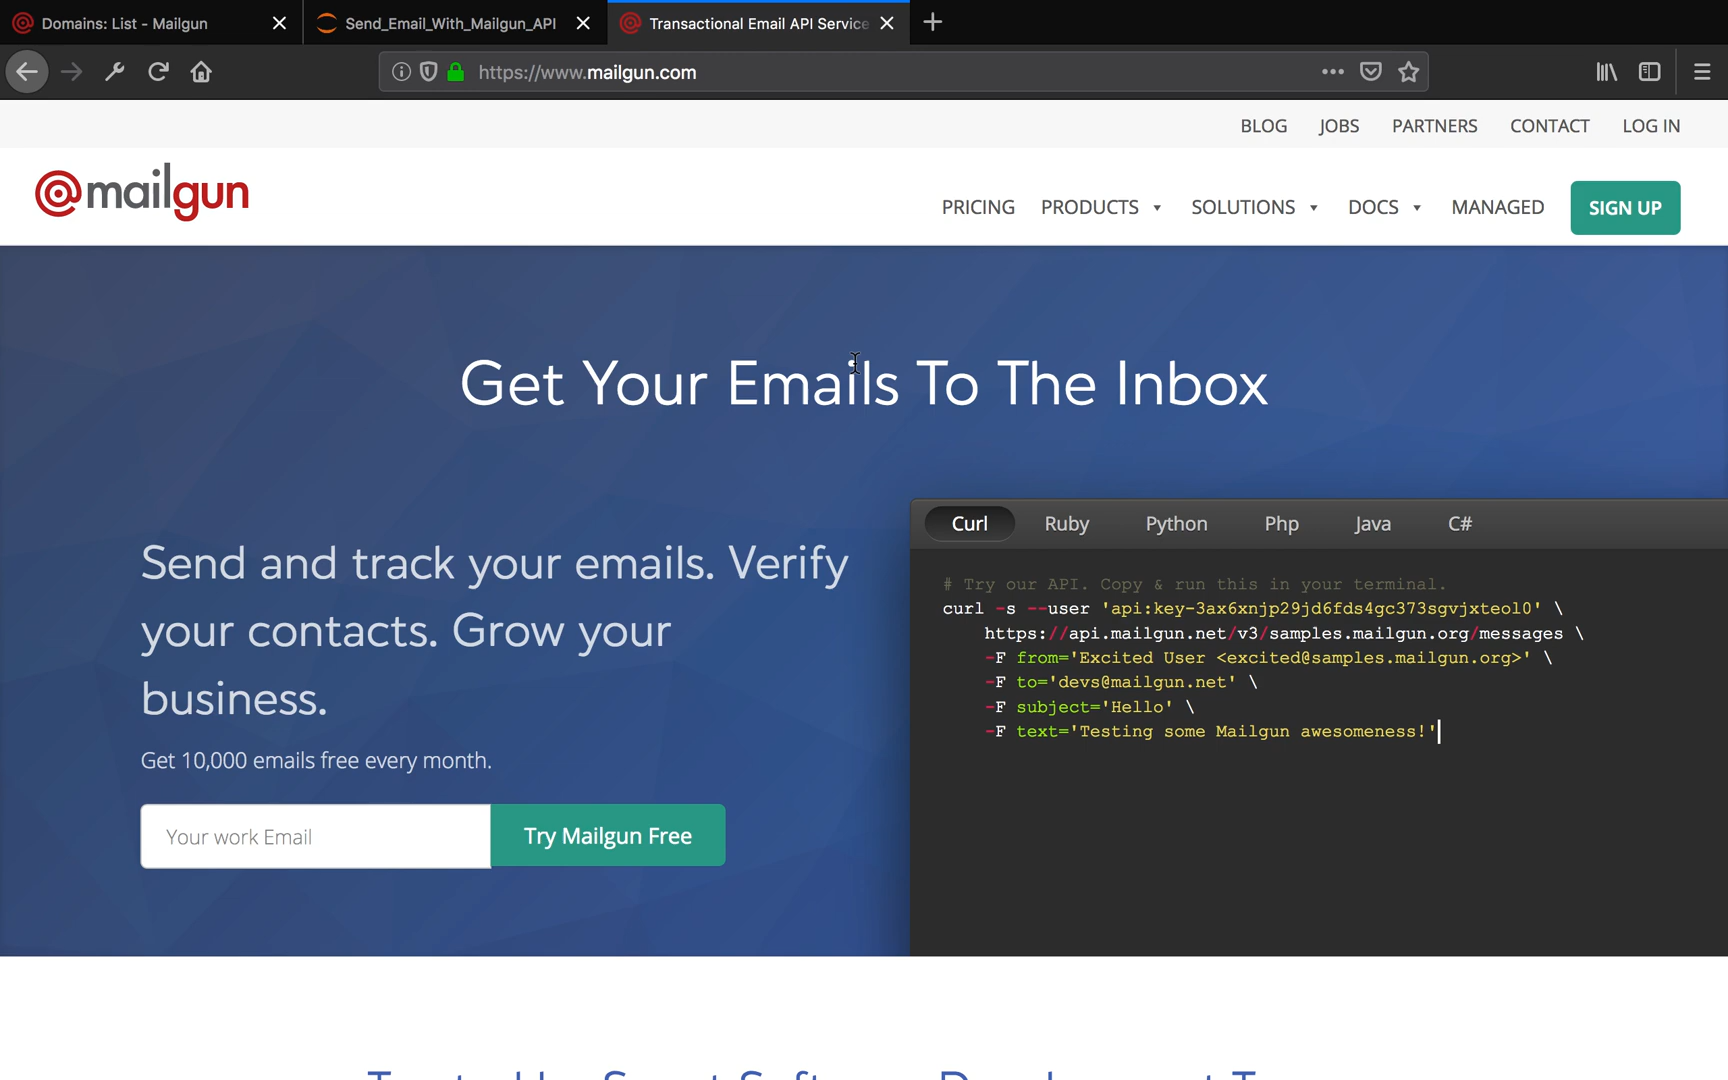 Domains: List - Mailgun
Send_Email_With_Mailgun_API
Transactional Email API Service
https://www.mailgun.com
BLOG JOBS PARTNERS CONTACT LOG IN
@mailgun
PRICING PRODUCTS SOLUTIONS DOCS MANAGED SIGN UP
Get Your Emails To The Inbox
Send and track your emails. Verify
your contacts. Grow your
business.
Get 10,000 emails free every month.
Your work Email
Try Mailgun Free
Curl Ruby Python Php Java C#
# Try our API. Copy & run this in your terminal.
curl -s --user 'api:key-3ax6xnjp29jd6fds4gc373sgvjxteol0' \
https://api.mailgun.net/v3/samples.mailgun.org/messages \
-F from='Excited User <excited@samples.mailgun.org>' \
-F to='devs@mailgun.net' \
-F subject='Hello' \
-F text='Testing some Mailgun awesomeness!'